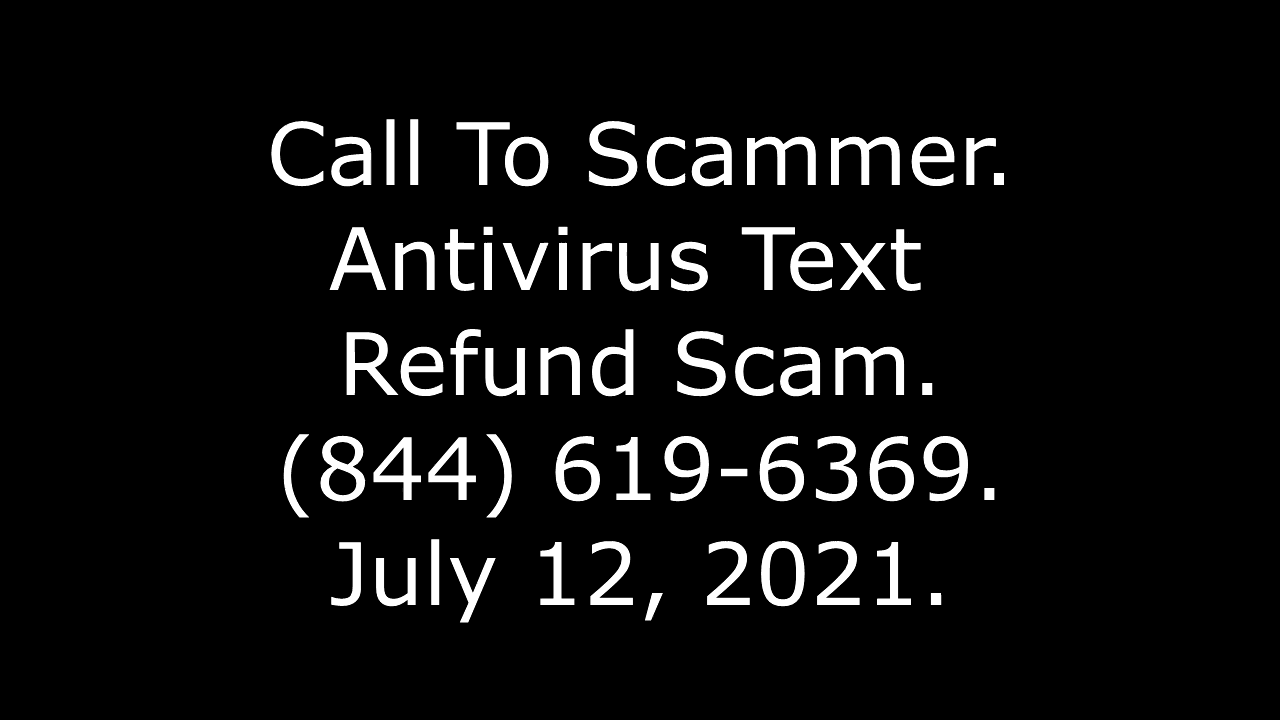 Call To Scammer.
Antivirus Text
Refund Scam.
(844) 619-6369.
July 12, 2021.